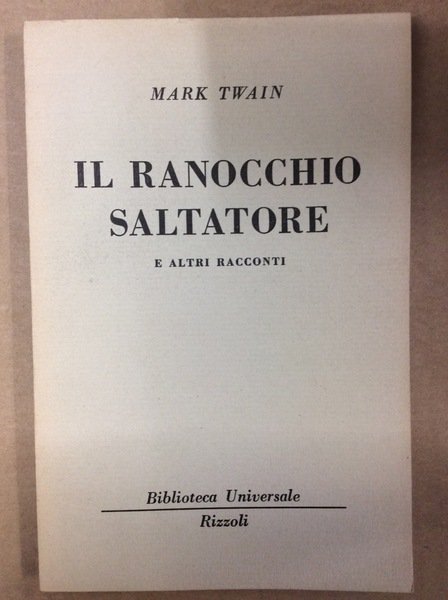 MARK TWAIN
IL RANOCCHIO
SALTATORE
E ALTRI RACCONTI
Biblioteca Universale
Rizzoli